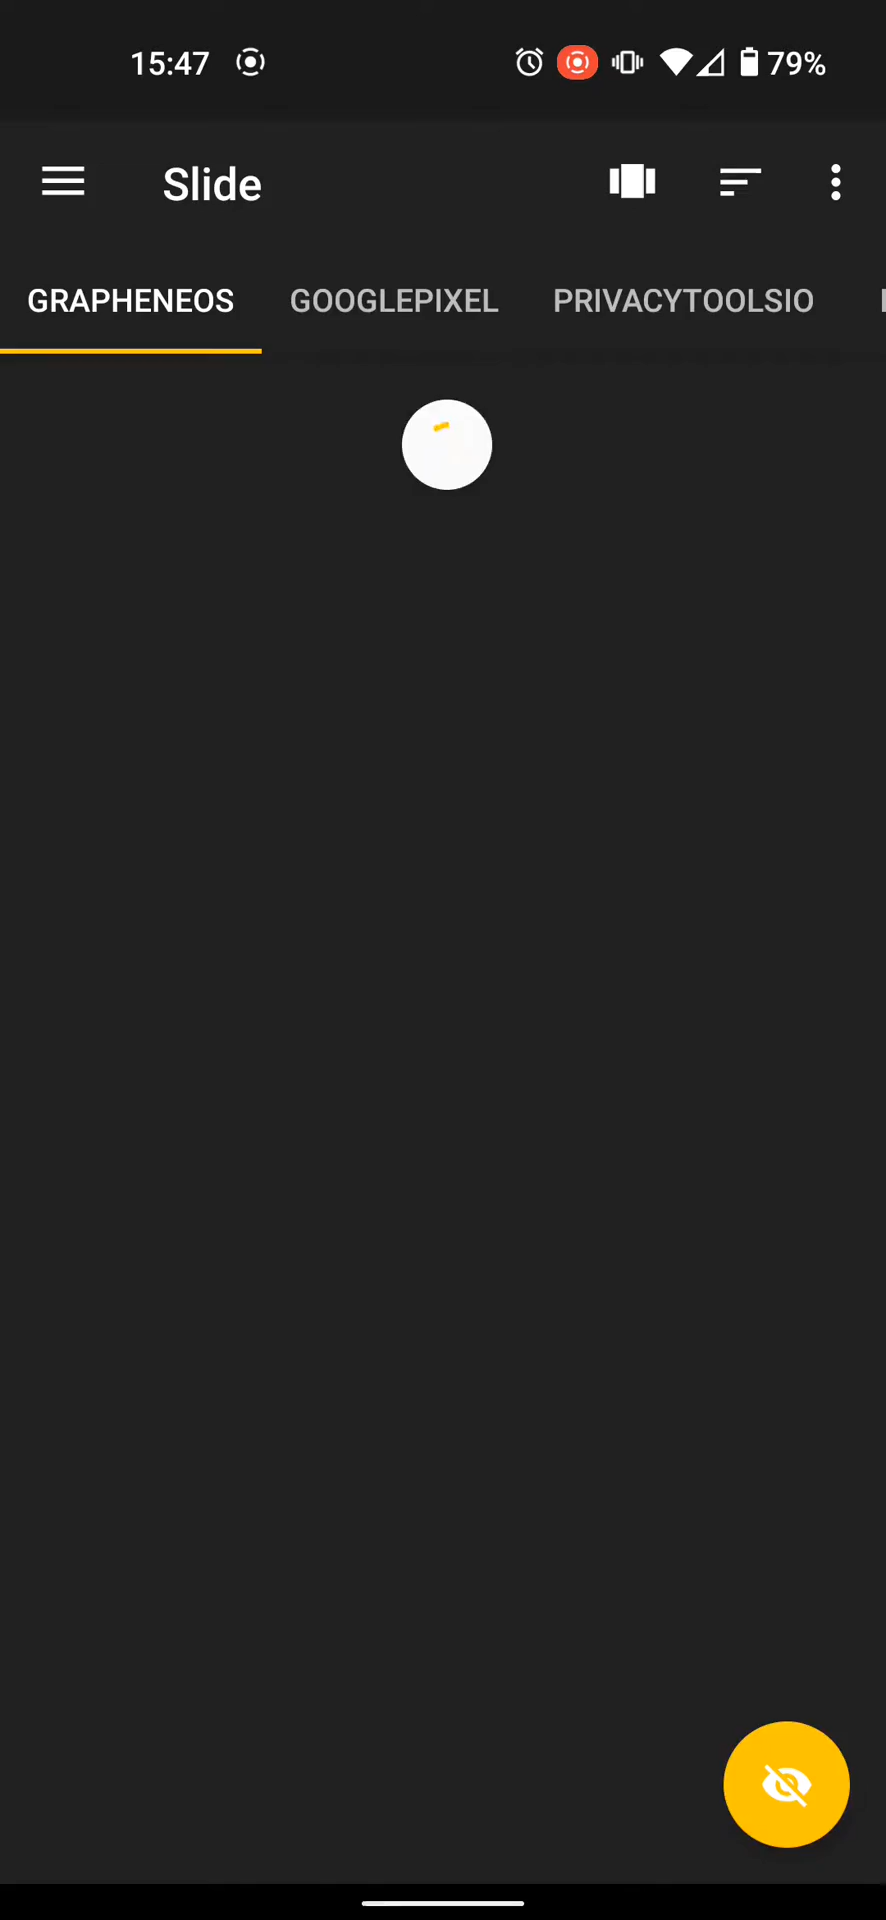 15:47
79%
Slide
GRAPHENEOS
GOOGLEPIXEL
PRIVACYTOOLSIO